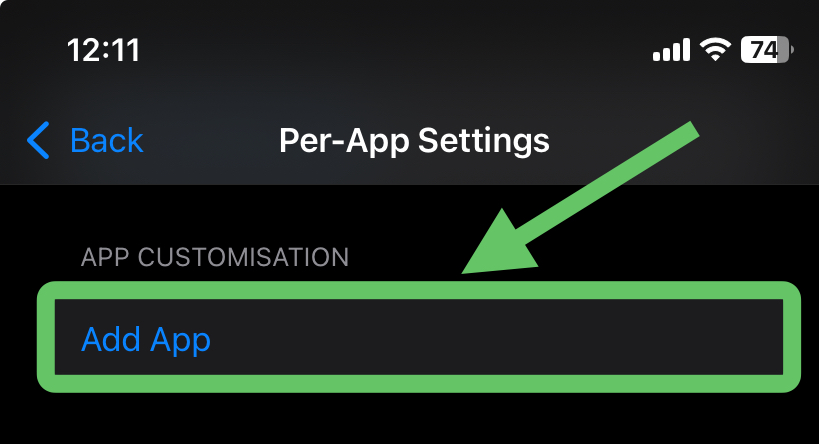 12:11
74
Back
Per-App Settings
APP CUSTOMISATION
Add App